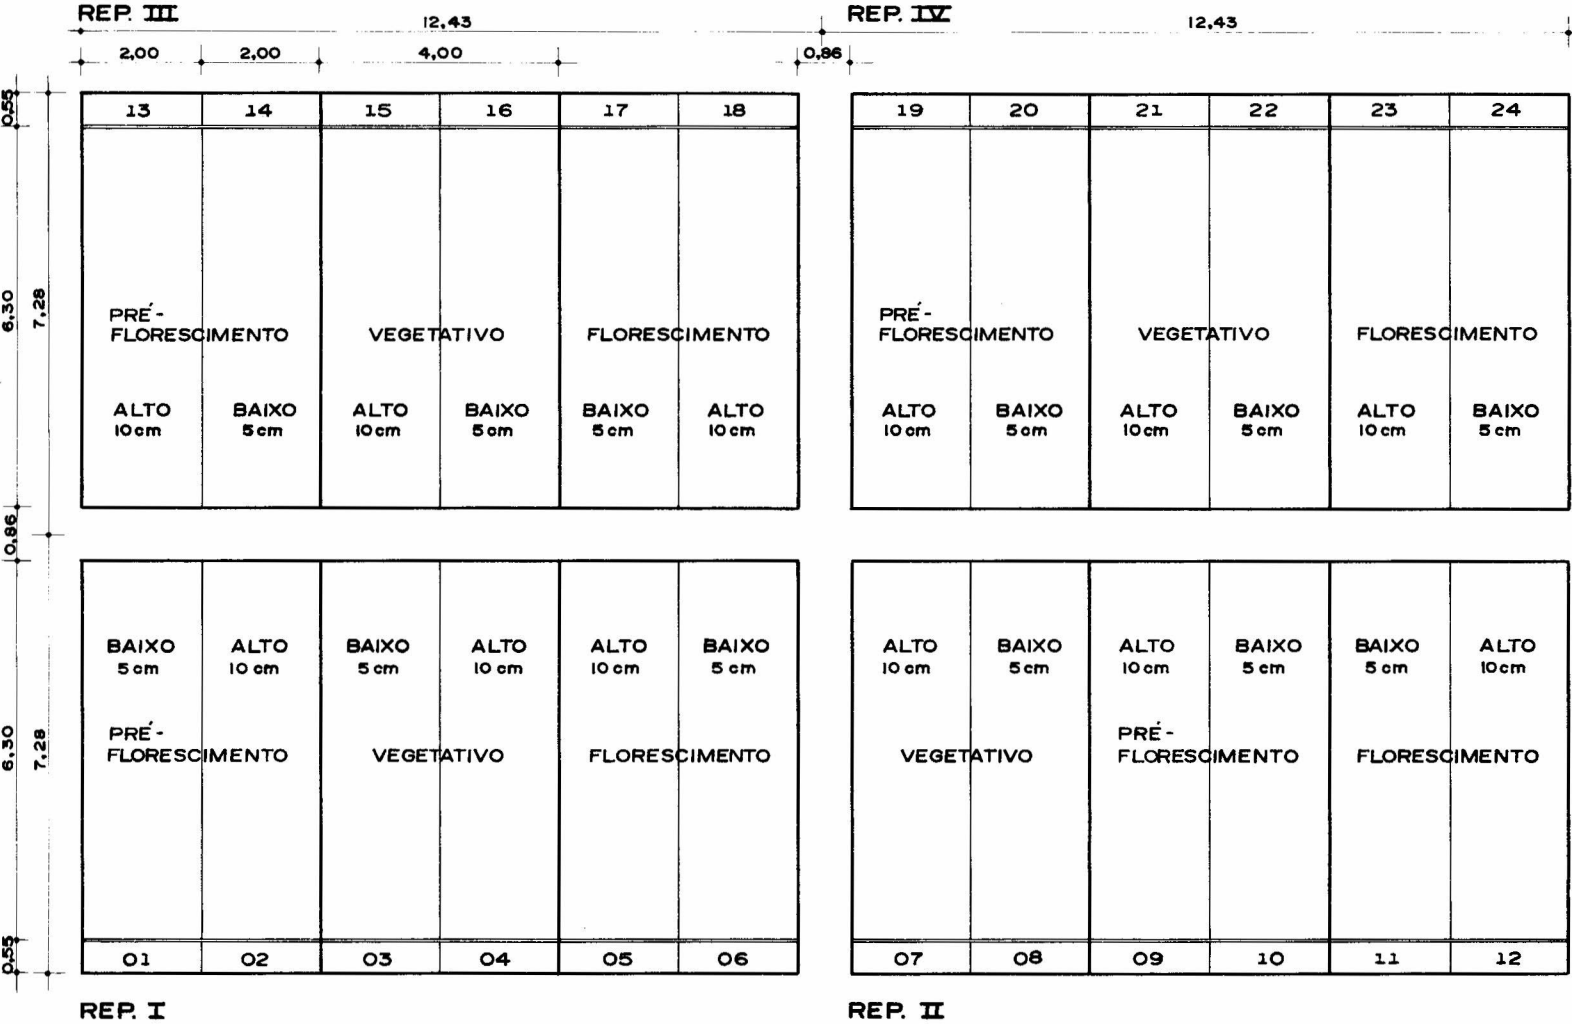 REP. III
REP. IV
12,43
12,43
2,00 2,00 4,00 0,86
0,55
13 14 15 16 17 18
19 20 21 22 23 24
6,30
7,28
PRÉ-
FLORESCIMENTO VEGETATIVO FLORESCIMENTO
PRÉ-
FLORESCIMENTO VEGETATIVO FLORESCIMENTO
ALTO BAIXO ALTO BAIXO BAIXO ALTO
10cm 5cm 10cm 5cm 5cm 10cm
ALTO BAIXO ALTO BAIXO ALTO BAIXO
10cm 5cm 10cm 5cm 10cm 5cm
0,86
BAIXO ALTO BAIXO ALTO ALTO BAIXO
5cm 10cm 5cm 10cm 10cm 5cm
ALTO BAIXO ALTO BAIXO BAIXO ALTO
10cm 5cm 10cm 5cm 5cm 10cm
6,30
7,28
PRÉ-
FLORESCIMENTO VEGETATIVO FLORESCIMENTO
PRÉ-
VEGETATIVO FLORESCIMENTO FLORESCIMENTO
0,55
01 02 03 04 05 06
07 08 09 10 11 12
REP. I
REP. II